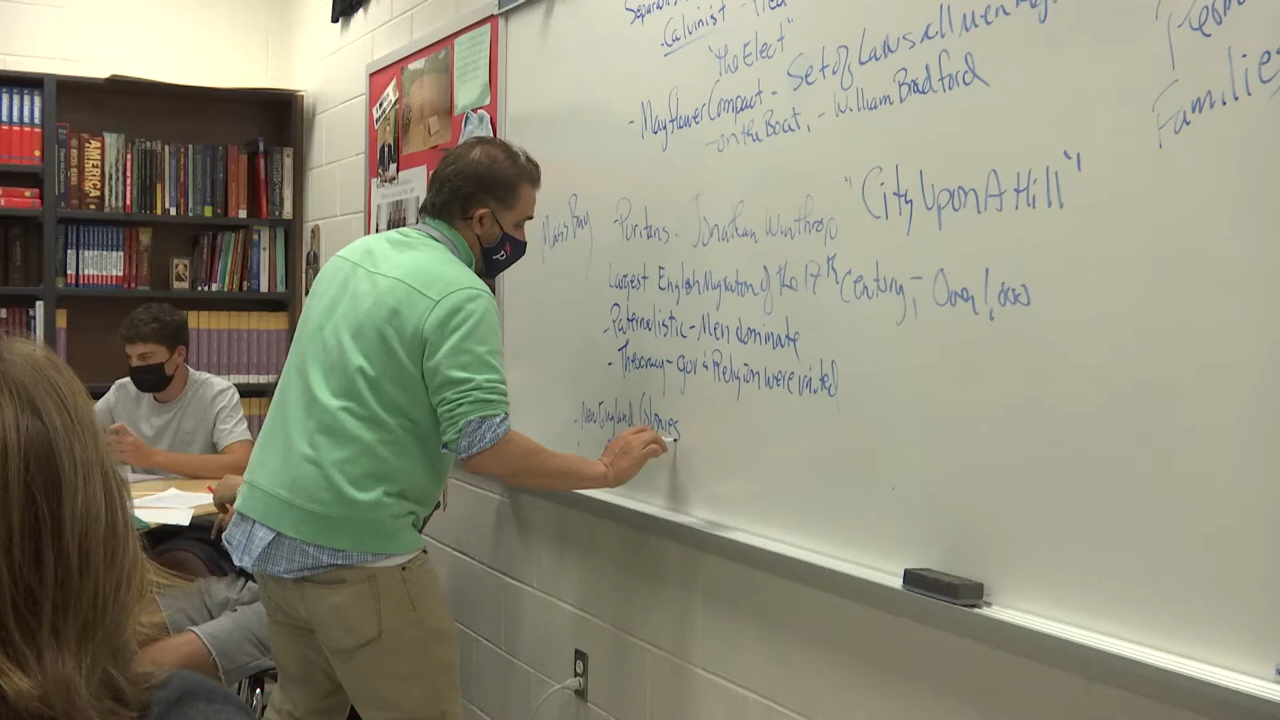 Separatis
- Calvinist - Pred
"the Elect"
- Mayflower Compact - Set of Laws all men
- on the Boat, - William Bradford
Families
Mass Bay - Puritans - Jonathan Winthrop "City Upon A Hill"
Largest English Migration of the 17th Century, - Over 1,000
- Paternalistic - Men dominate
- Theocracy - gov & Religion were united
- New England Colonies
AMERICA
P